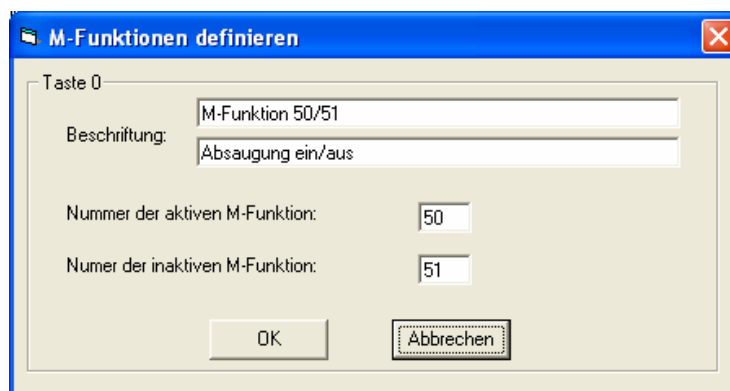 M-Funktionen definieren
Taste 0
M-Funktion 50/51
Beschriftung:
Absaugung ein/aus
Nummer der aktiven M-Funktion:
50
Numer der inaktiven M-Funktion:
51
OK
Abbrechen